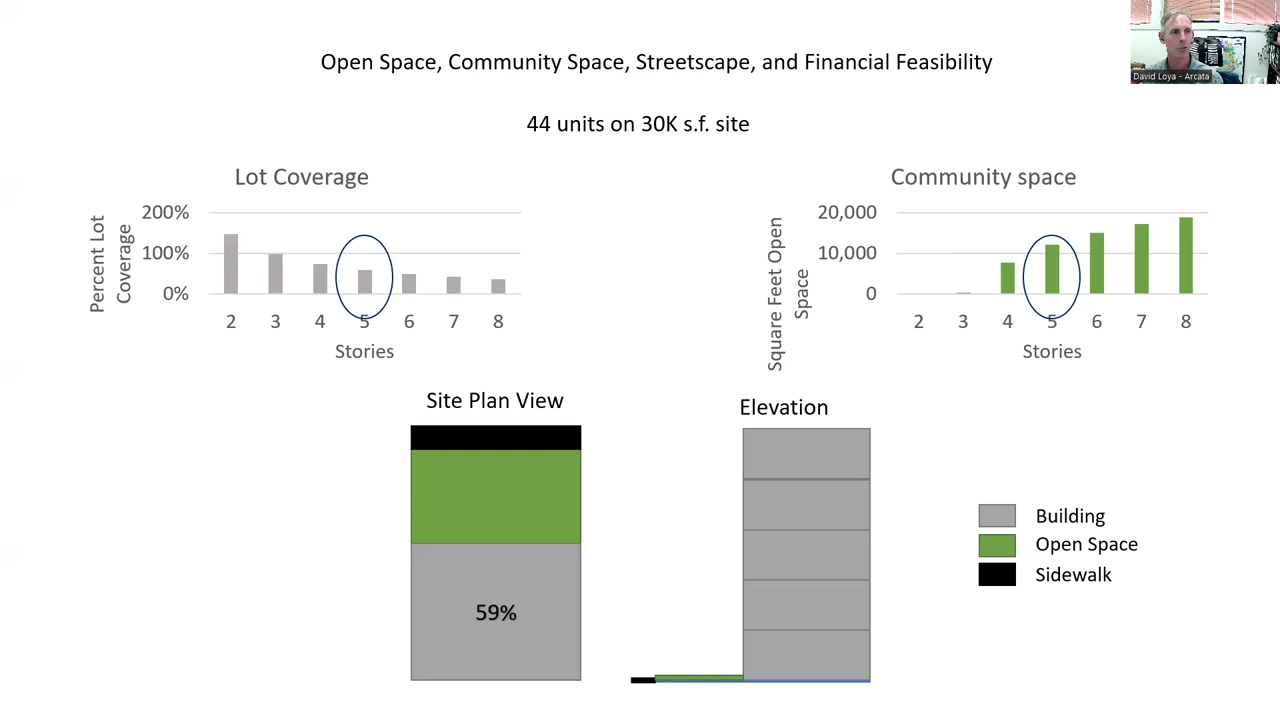 Open Space, Community Space, Streetscape, and Financial Feasibility
David Loya - Arcata
44 units on 30K s.f. site
Lot Coverage
Percent Lot
Coverage
200%
100%
0%
2 3 4 5 6 7 8
Stories
Community space
Square Feet Open
Space
20,000
10,000
0
2 3 4 5 6 7 8
Stories
Site Plan View
59%
Elevation
Building
Open Space
Sidewalk